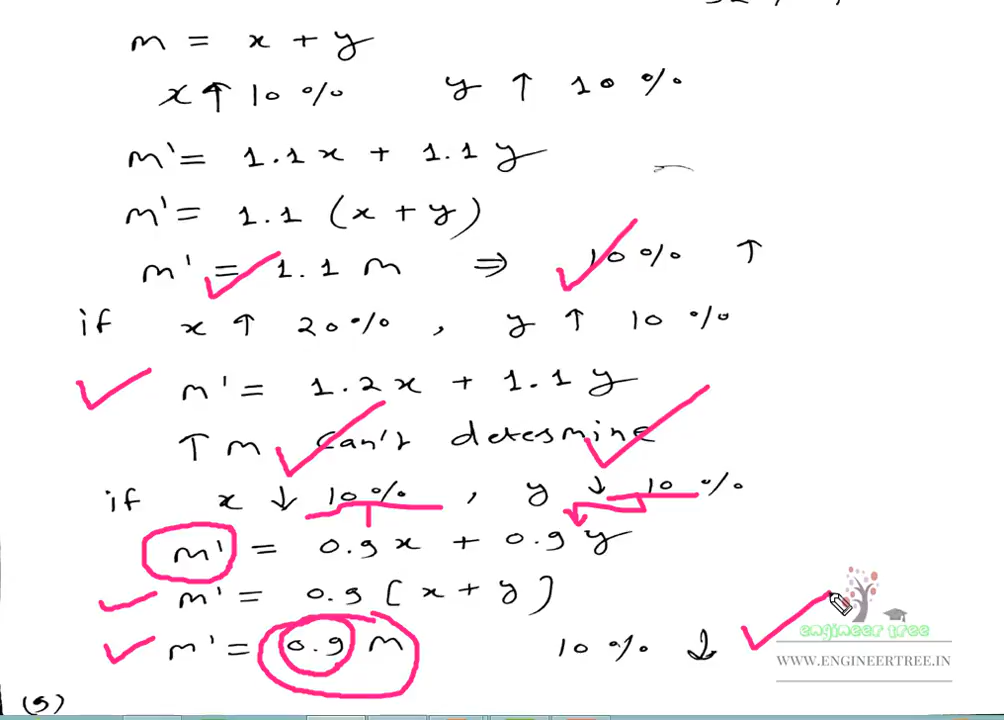 m = x + y
x ↑ 10 % y ↑ 10 %
m' = 1.1 x + 1.1 y
m' = 1.1 (x + y)
m' = 1.1 m ⇒ 10 % ↑
if x ↑ 20 % , y ↑ 10 %
m' = 1.2 x + 1.1 y
↑ m can't determine
if x ↓ 10 % , y ↓ 10 %
m' = 0.9 x + 0.9 y
m' = 0.9 [ x + y ]
m' = 0.9 m 10 % ↓
engineer tree
WWW.ENGINEERTREE.IN
(5)